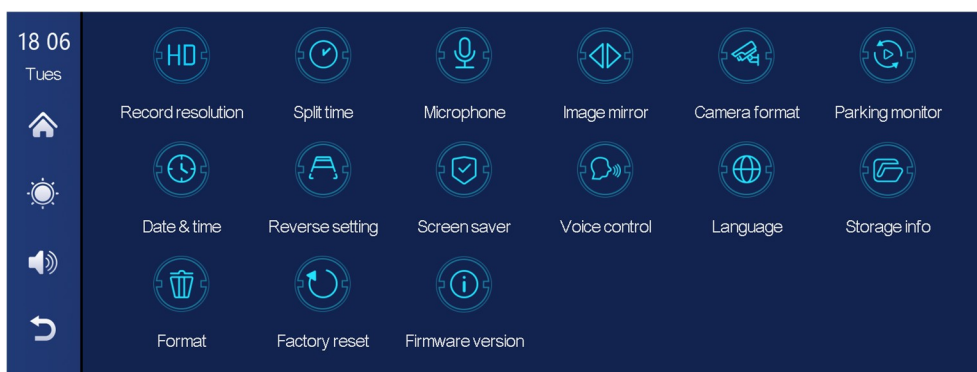 18 06
Tues
HD
Record resolution
Split time
Microphone
Image mirror
Camera format
Parking monitor
Date & time
Reverse setting
Screen saver
Voice control
Language
Storage info
Format
Factory reset
Firmware version